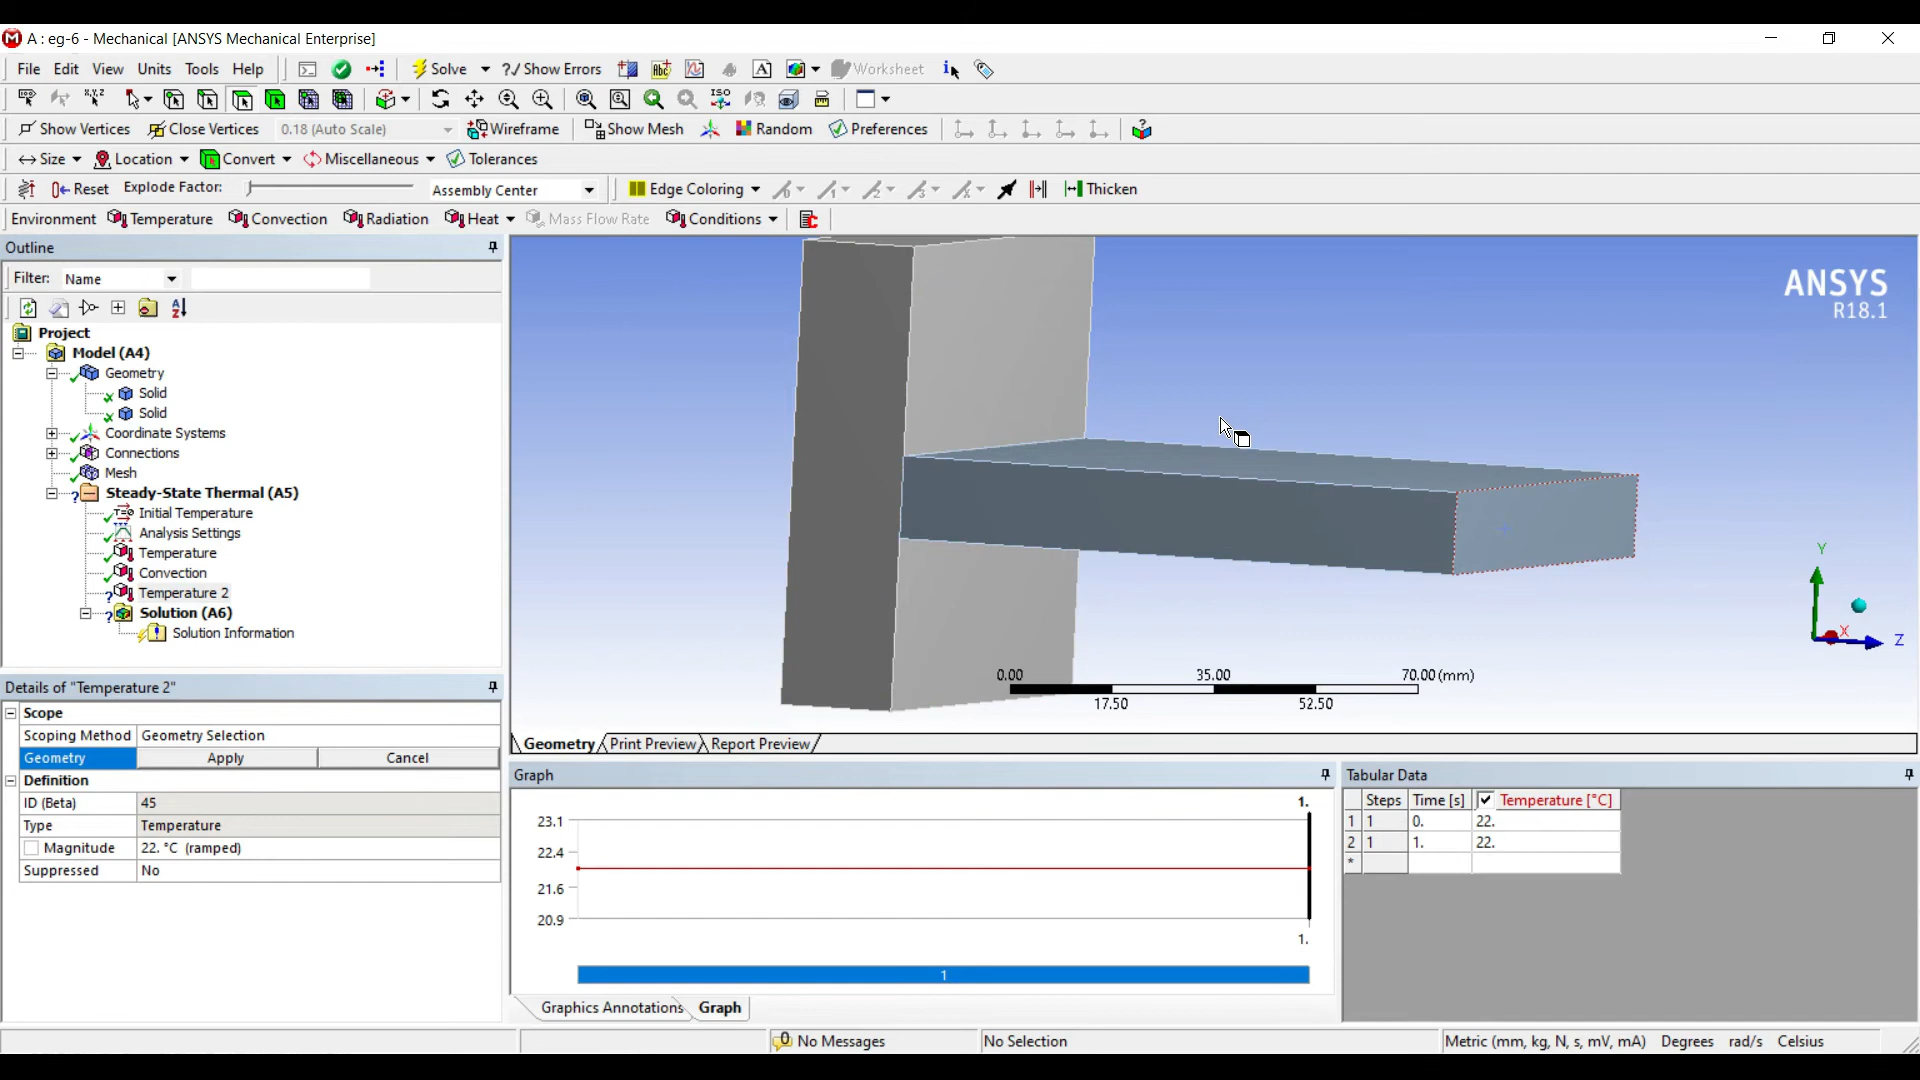 A : eg-6 - Mechanical [ANSYS Mechanical Enterprise]
File Edit View Units Tools Help Solve ?/ Show Errors Worksheet
Show Vertices Close Vertices 0.18 (Auto Scale) Wireframe Show Mesh Random Preferences
Size Location Convert Miscellaneous Tolerances
Reset Explode Factor: Assembly Center Edge Coloring Thicken
Environment Temperature Convection Radiation Heat Mass Flow Rate Conditions
Outline
Filter: Name
Project
Model (A4)
Geometry
Solid
Solid
Coordinate Systems
Connections
Mesh
Steady-State Thermal (A5)
Initial Temperature
Analysis Settings
Temperature
Convection
Temperature 2
Solution (A6)
Solution Information
ANSYS
R18.1
Y
X
Z
0.00 35.00 70.00 (mm)
17.50 52.50
Geometry Print Preview Report Preview
Details of "Temperature 2"
Scope
Scoping Method Geometry Selection
Geometry Apply Cancel
Definition
ID (Beta) 45
Type Temperature
Magnitude 22. °C (ramped)
Suppressed No
Graph
1.
23.1
22.4
21.6
20.9
1.
1
Graphics Annotations Graph
Tabular Data
Steps Time [s] Temperature [°C]
1 1 0. 22.
2 1 1. 22.
*
No Messages No Selection Metric (mm, kg, N, s, mV, mA) Degrees rad/s Celsius